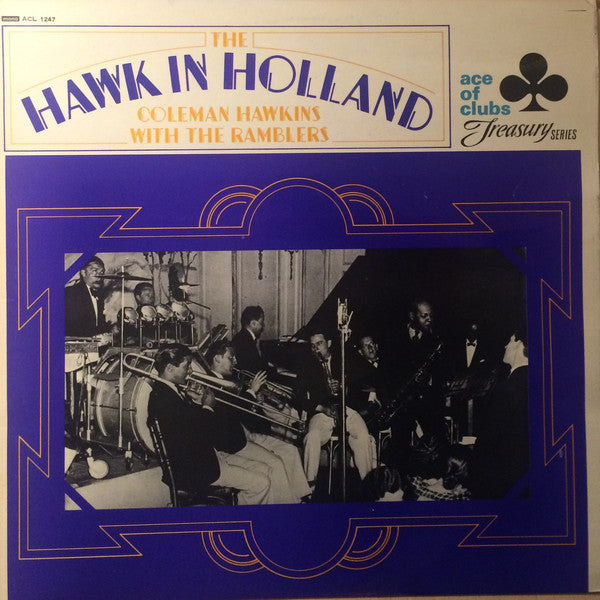 mono ACL 1247
THE
HAWK IN HOLLAND
COLEMAN HAWKINS
WITH THE RAMBLERS
ace
of
clubs
Treasury SERIES